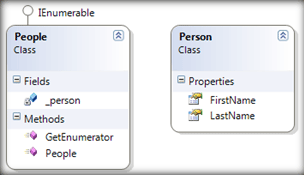 IEnumerable
People
Class
Fields
_person
Methods
GetEnumerator
People
Person
Class
Properties
FirstName
LastName